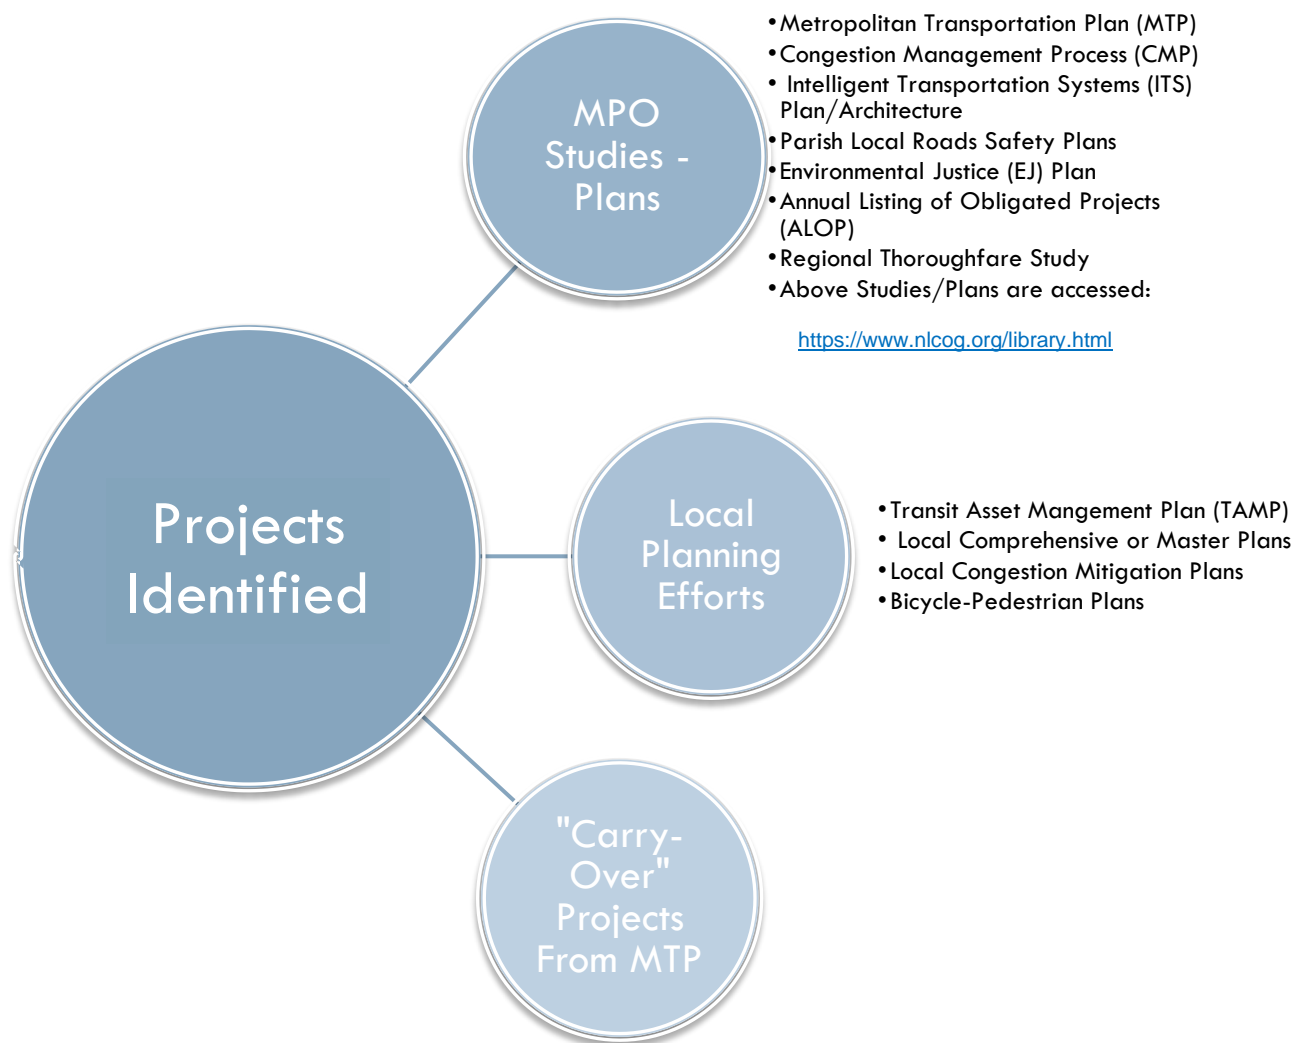 Projects
Identified
MPO
Studies -
Plans
•Metropolitan Transportation Plan (MTP)
•Congestion Management Process (CMP)
• Intelligent Transportation Systems (ITS)
Plan/Architecture
•Parish Local Roads Safety Plans
•Environmental Justice (EJ) Plan
•Annual Listing of Obligated Projects
(ALOP)
•Regional Thoroughfare Study
•Above Studies/Plans are accessed:
https://www.nlcog.org/library.html
Local
Planning
Efforts
•Transit Asset Mangement Plan (TAMP)
• Local Comprehensive or Master Plans
•Local Congestion Mitigation Plans
•Bicycle-Pedestrian Plans
"Carry-
Over"
Projects
From MTP